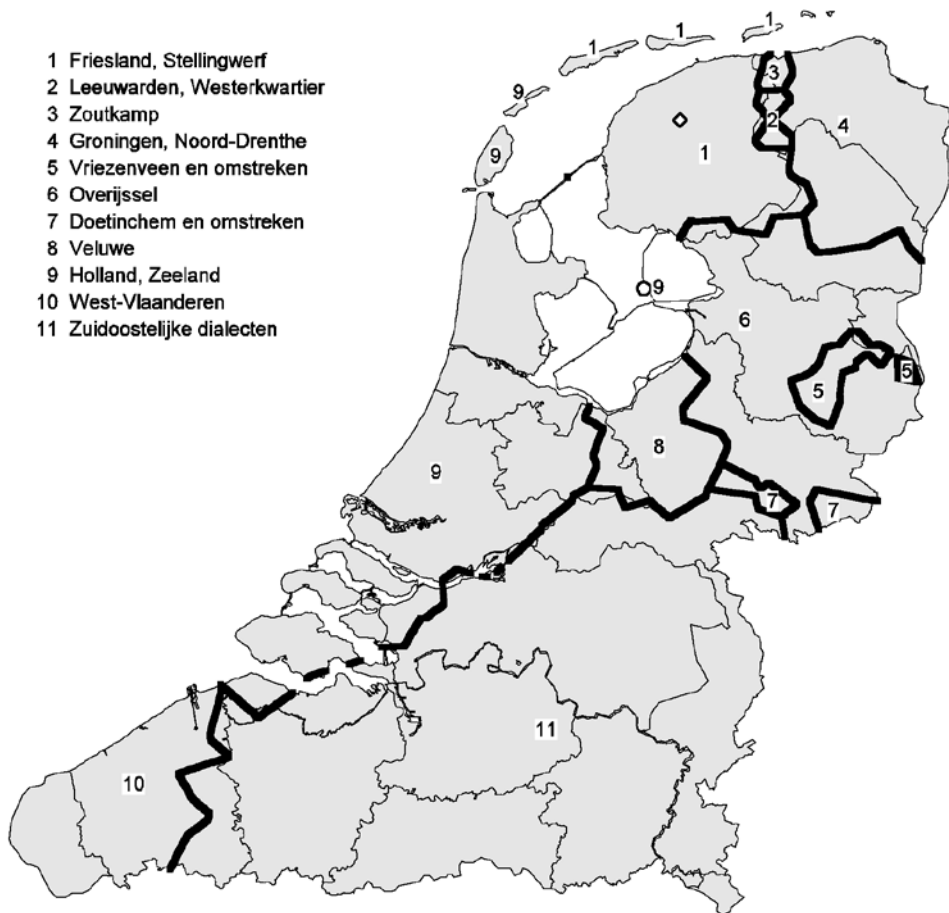 1 Friesland, Stellingwerf
2 Leeuwarden, Westerkwartier
3 Zoutkamp
4 Groningen, Noord-Drenthe
5 Vriezenveen en omstreken
6 Overijssel
7 Doetinchem en omstreken
8 Veluwe
9 Holland, Zeeland
10 West-Vlaanderen
11 Zuidoostelijke dialecten
1
1
1
3
9
2
4
1
9
9
6
5
5
8
9
7
7
11
10